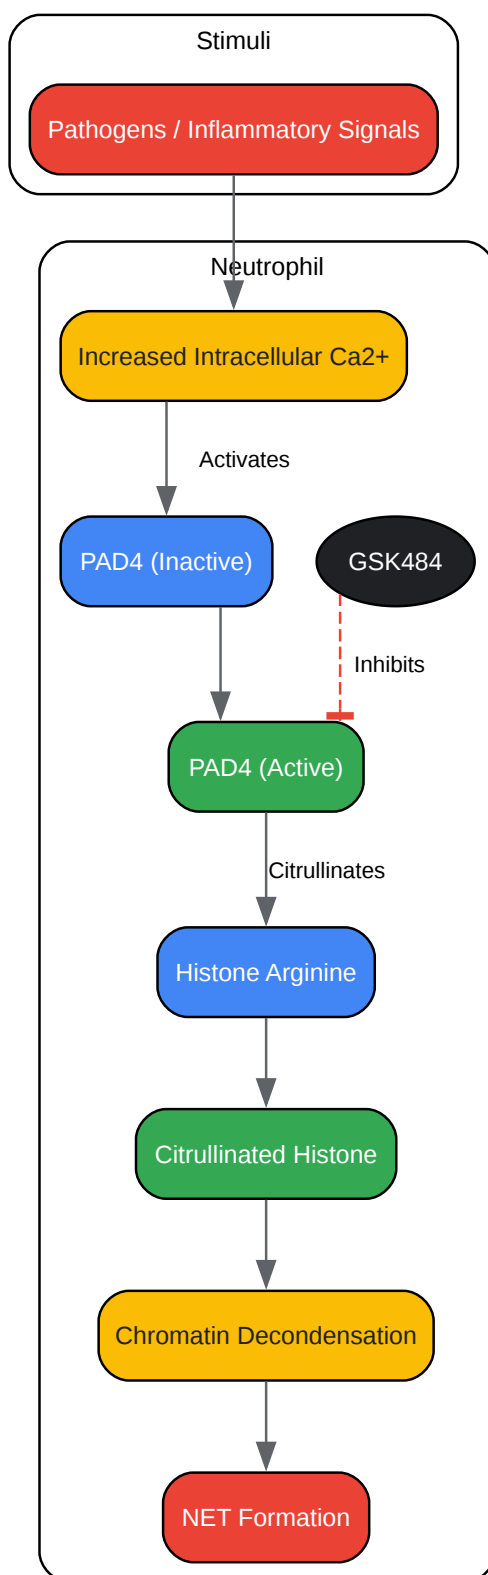 Stimuli
Pathogens / Inflammatory Signals
Neutrophil
Increased Intracellular Ca2+
Activates
PAD4 (Inactive)
GSK484
Inhibits
PAD4 (Active)
Citrullinates
Histone Arginine
Citrullinated Histone
Chromatin Decondensation
NET Formation